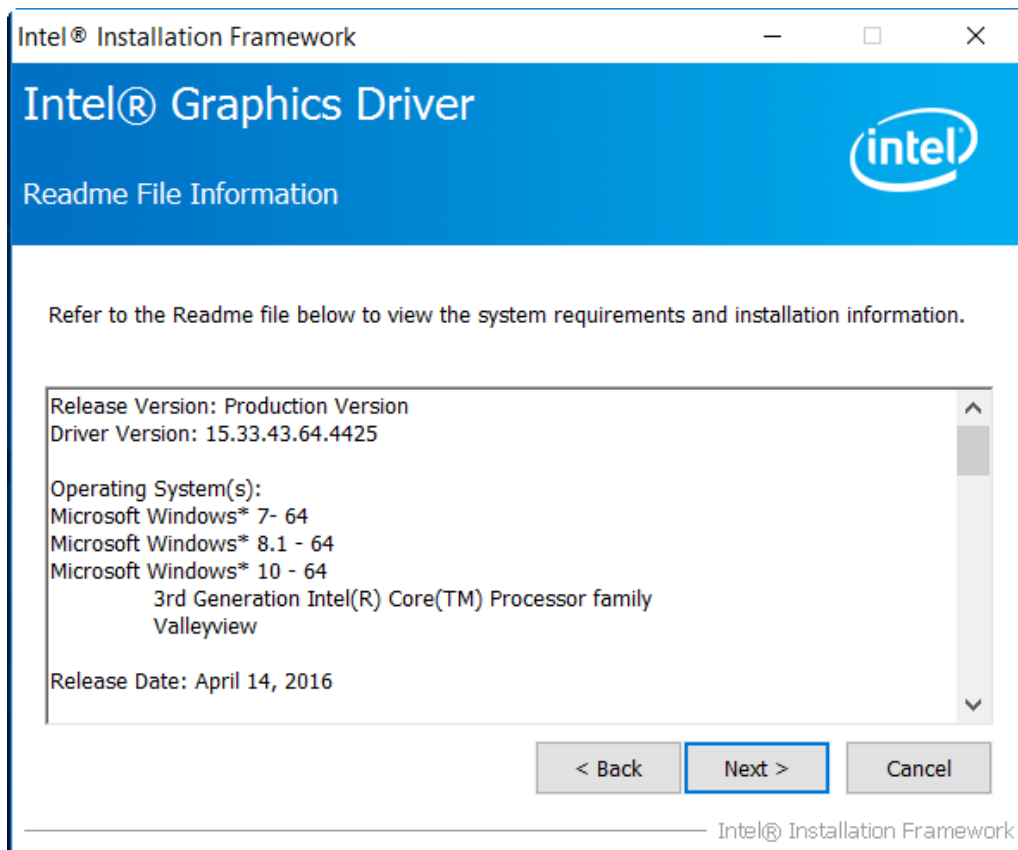 Intel® Installation Framework
Intel® Graphics Driver
intel
Readme File Information
Refer to the Readme file below to view the system requirements and installation information.
Release Version: Production Version
Driver Version: 15.33.43.64.4425
Operating System(s):
Microsoft Windows* 7- 64
Microsoft Windows* 8.1 - 64
Microsoft Windows* 10 - 64
3rd Generation Intel(R) Core(TM) Processor family
Valleyview
Release Date: April 14, 2016
< Back
Next >
Cancel
Intel® Installation Framework